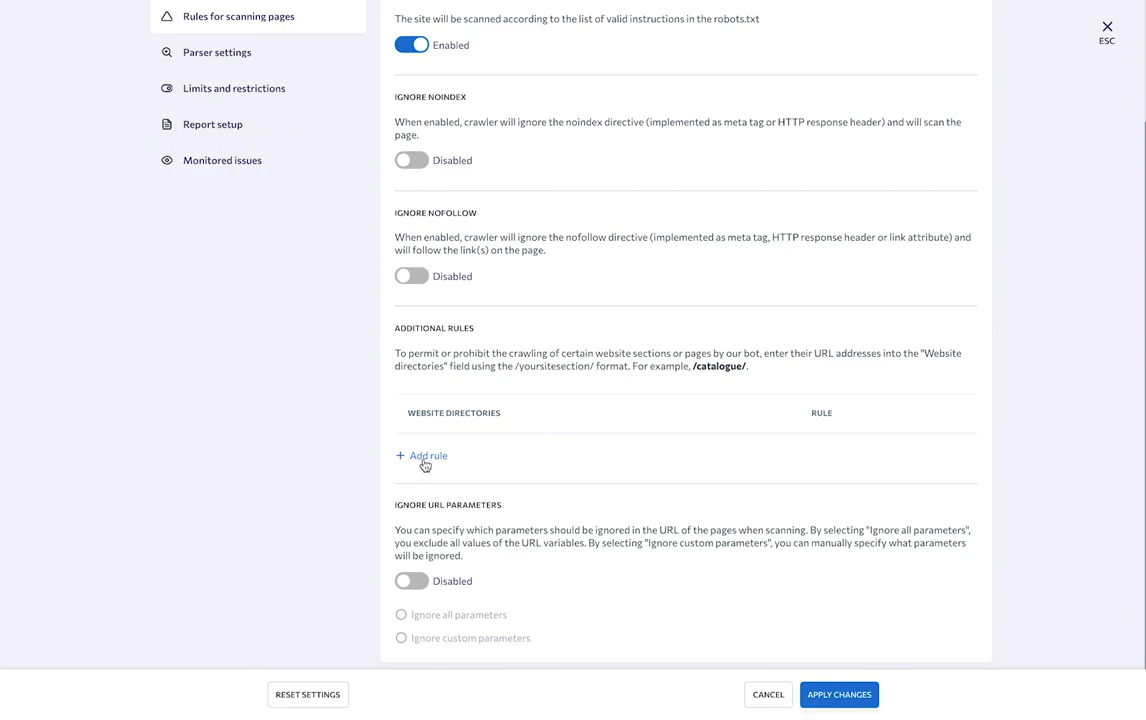 Rules for scanning pages
Parser settings
Limits and restrictions
Report setup
Monitored issues
The site will be scanned according to the list of valid instructions in the robots.txt
Enabled
IGNORE NOINDEX
When enabled, crawler will ignore the noindex directive (implemented as meta tag or HTTP response header) and will scan the
page.
Disabled
IGNORE NOFOLLOW
When enabled, crawler will ignore the nofollow directive (implemented as meta tag, HTTP response header or link attribute) and
will follow the link(s) on the page.
Disabled
ADDITIONAL RULES
To permit or prohibit the crawling of certain website sections or pages by our bot, enter their URL addresses into the "Website
directories" field using the /yoursitesection/ format. For example, /catalogue/.
WEBSITE DIRECTORIES RULE
+ Add rule
IGNORE URL PARAMETERS
You can specify which parameters should be ignored in the URL of the pages when scanning. By selecting "Ignore all parameters",
you exclude all values of the URL variables. By selecting "Ignore custom parameters", you can manually specify what parameters
will be ignored.
Disabled
Ignore all parameters
Ignore custom parameters
ESC
RESET SETTINGS CANCEL APPLY CHANGES